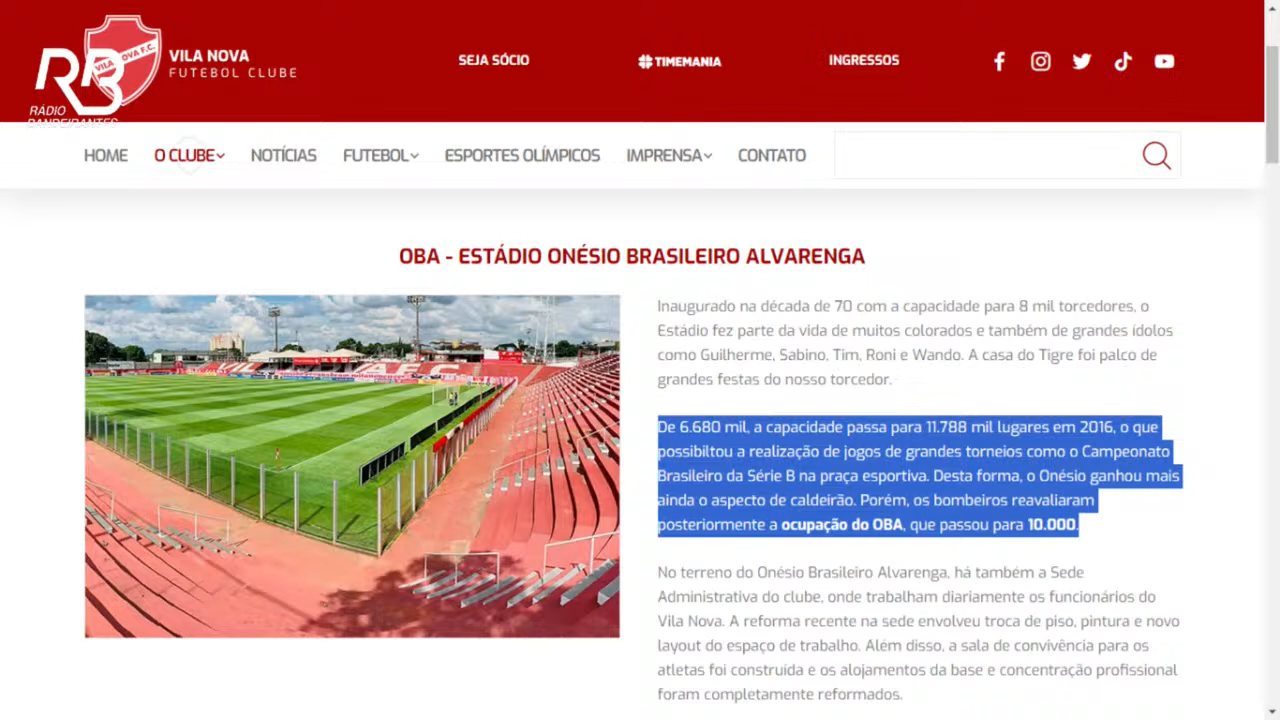 VILA NOVA F.C.
RB
RÁDIO
BANDEIRANTES
VILA NOVA
FUTEBOL CLUBE
SEJA SÓCIO
TIMEMANIA
INGRESSOS
HOME
O CLUBE
NOTÍCIAS
FUTEBOL
ESPORTES OLÍMPICOS
IMPRENSA
CONTATO
OBA - ESTÁDIO ONÉSIO BRASILEIRO ALVARENGA
Inaugurado na década de 70 com a capacidade para 8 mil torcedores, o
Estádio fez parte da vida de muitos colorados e também de grandes ídolos
como Guilherme, Sabino, Tim, Roni e Wando. A casa do Tigre foi palco de
grandes festas do nosso torcedor.
De 6.680 mil, a capacidade passa para 11.788 mil lugares em 2016, o que
possibiltou a realização de jogos de grandes torneios como o Campeonato
Brasileiro da Série B na praça esportiva. Desta forma, o Onésio ganhou mais
ainda o aspecto de caldeirão. Porém, os bombeiros reavaliaram
posteriormente a ocupação do OBA, que passou para 10.000.
No terreno do Onésio Brasileiro Alvarenga, há também a Sede
Administrativa do clube, onde trabalham diariamente os funcionários do
Vila Nova. A reforma recente na sede envolveu troca de piso, pintura e novo
layout do espaço de trabalho. Além disso, a sala de convivência para os
atletas foi construída e os alojamentos da base e concentração profissional
foram completamente reformados.